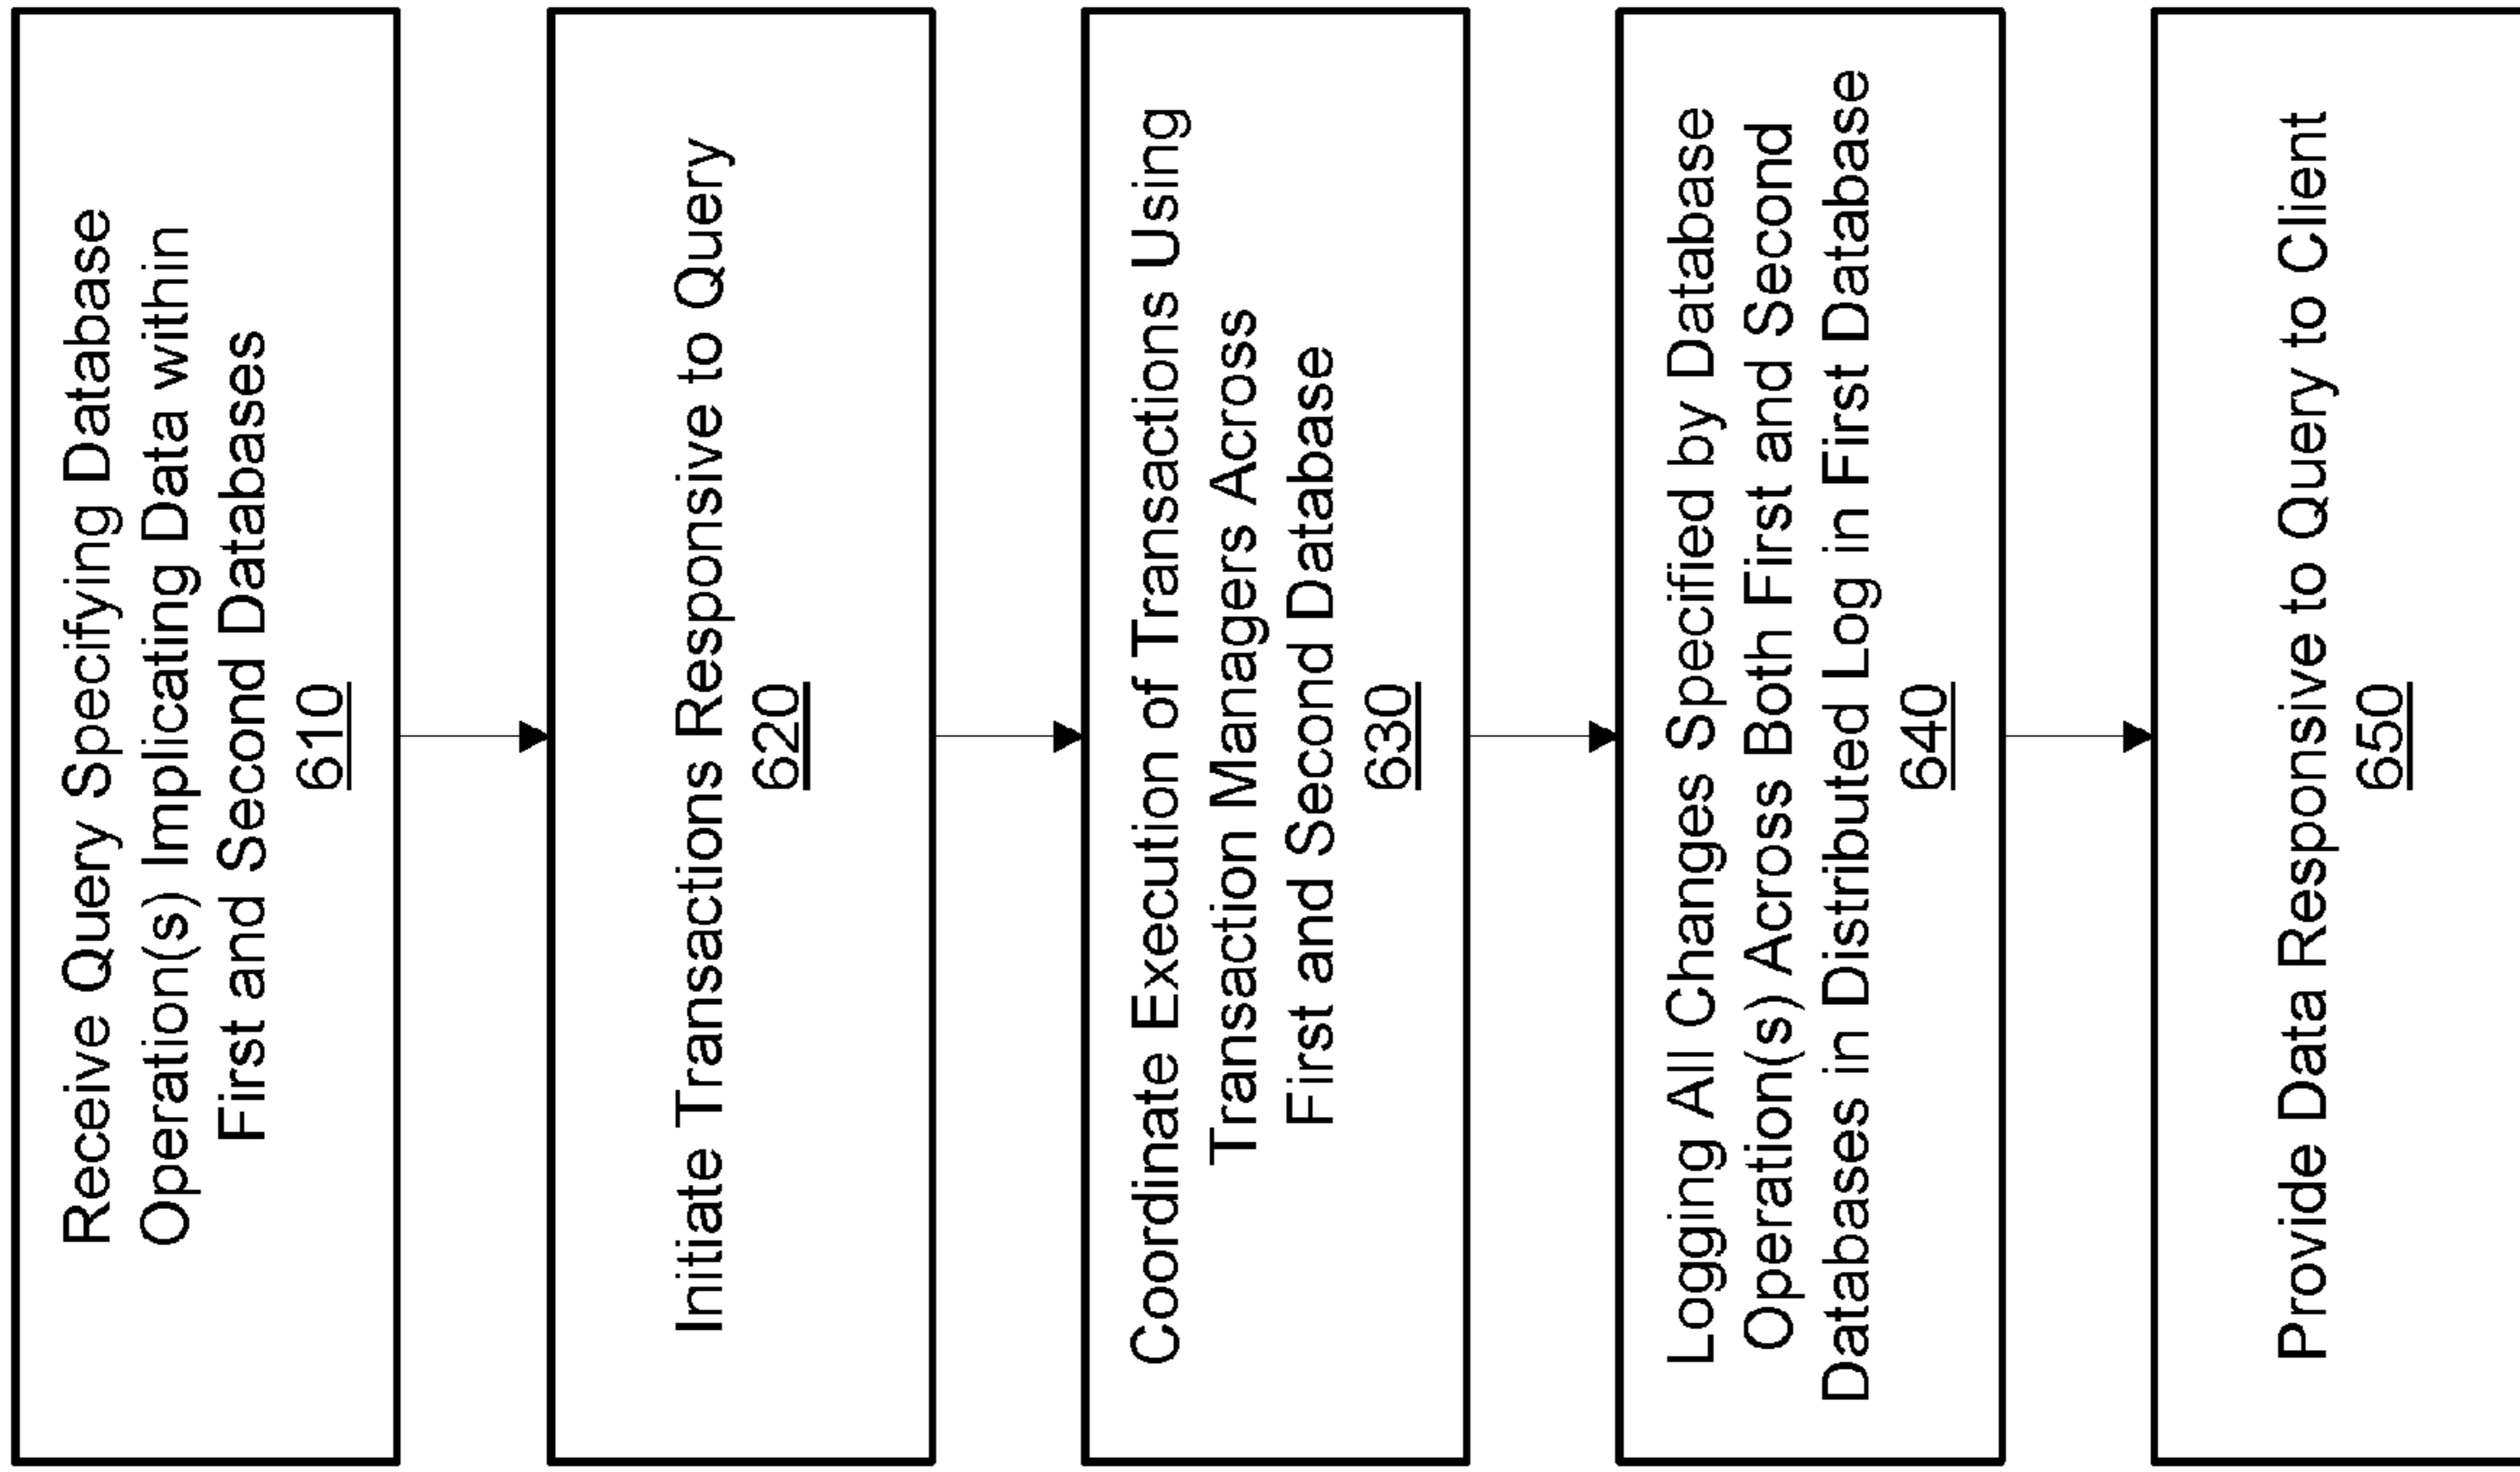 Receive Query Specifying Database
Operation(s) Implicating Data within
First and Second Databases
610
Initiate Transactions Responsive to Query
620
Coordinate Execution of Transactions Using
Transaction Managers Across
First and Second Database
630
Logging All Changes Specified by Database
Operation(s) Across Both First and Second
Databases in Distributed Log in First Database
640
Provide Data Responsive to Query to Client
650